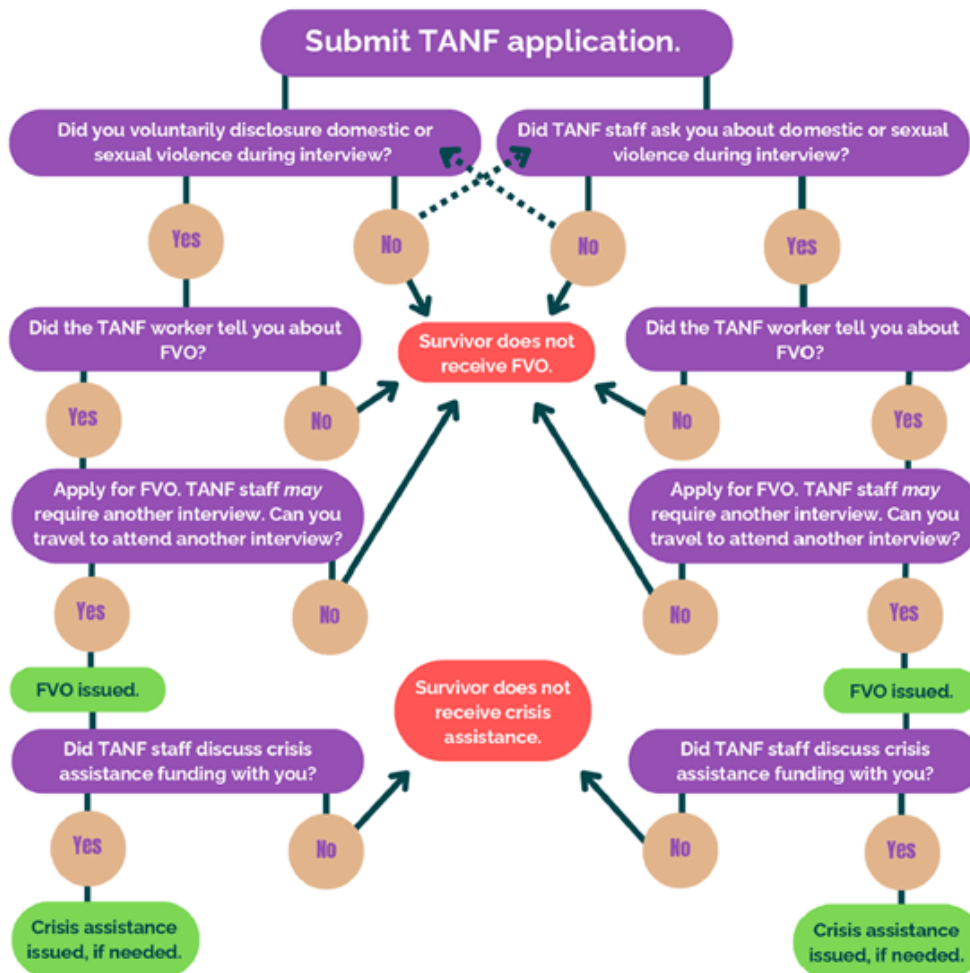 Submit TANF application.
Did you voluntarily disclosure domestic or
sexual violence during interview?
Did TANF staff ask you about domestic or sexual
violence during interview?
Yes
No
No
Yes
Did the TANF worker tell you about
FVO?
Survivor does not
receive FVO.
Did the TANF worker tell you about
FVO?
Yes
No
No
Yes
Apply for FVO. TANF staff may
require another interview. Can you
travel to attend another interview?
Apply for FVO. TANF staff may
require another interview. Can you
travel to attend another interview?
Yes
No
No
Yes
FVO issued.
Survivor does not
receive crisis
assistance.
FVO issued.
Did TANF staff discuss crisis
assistance funding with you?
Did TANF staff discuss crisis
assistance funding with you?
Yes
No
No
Yes
Crisis assistance
issued, if needed.
Crisis assistance
issued, if needed.